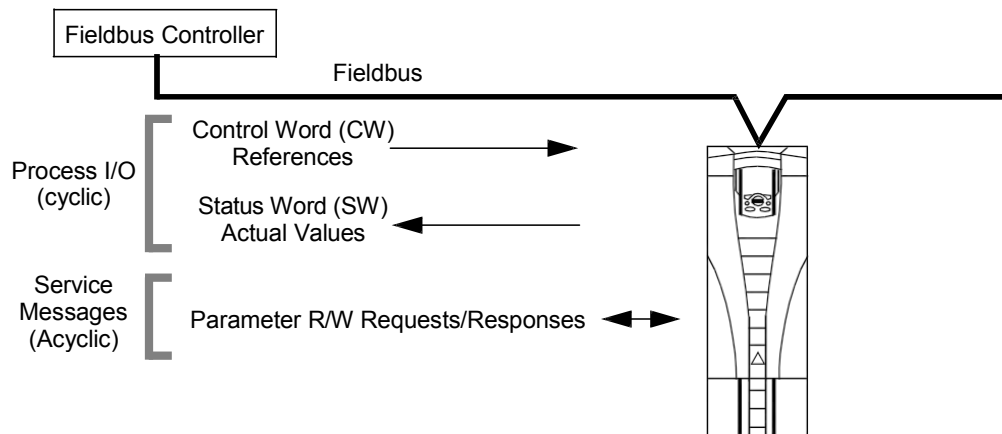 Fieldbus Controller
Fieldbus
Process I/O
(cyclic)
Control Word (CW)
References
Status Word (SW)
Actual Values
Service
Messages
(Acyclic)
Parameter R/W Requests/Responses